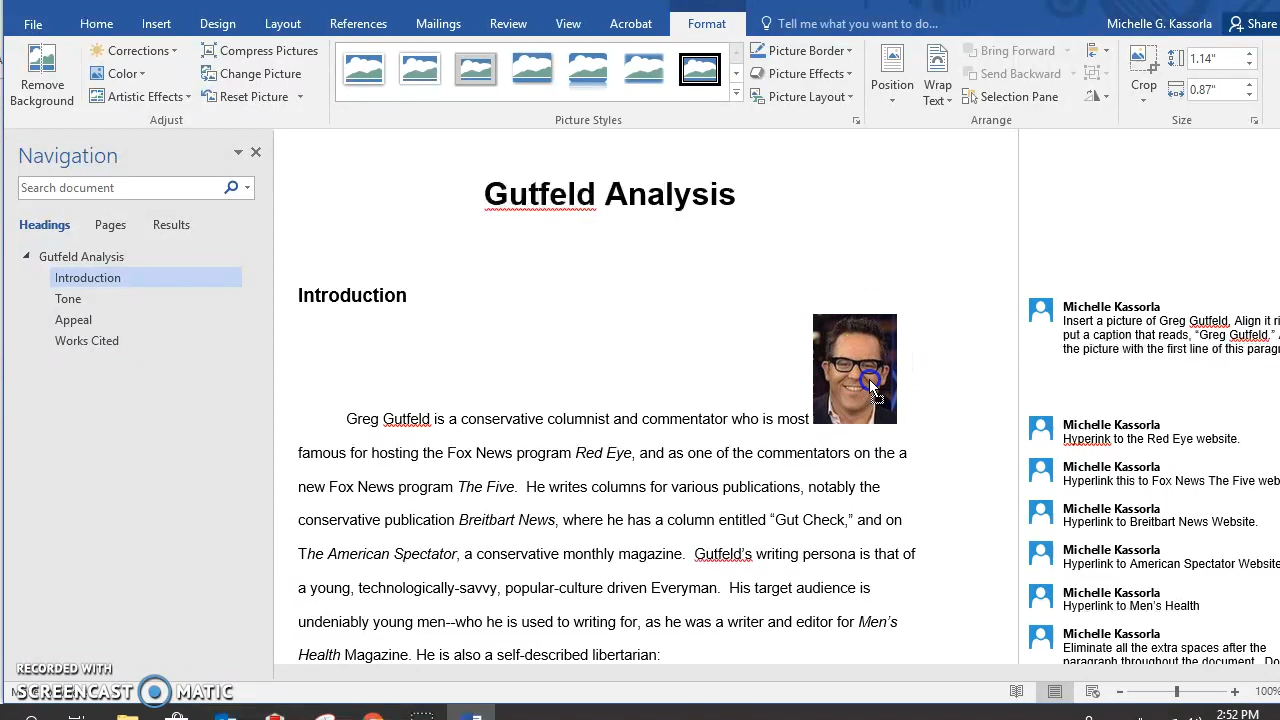 File Home Insert Design Layout References Mailings Review View Acrobat Format Tell me what you want to do... Michelle G. Kassorla Share
Remove Background
Corrections
Color
Artistic Effects
Compress Pictures
Change Picture
Reset Picture
Adjust
Picture Styles
Picture Border
Picture Effects
Picture Layout
Position
Wrap Text
Bring Forward
Send Backward
Selection Pane
Arrange
Crop
1.14"
0.87"
Size
Navigation
Search document
Headings Pages Results
Gutfeld Analysis
Introduction
Tone
Appeal
Works Cited
Gutfeld Analysis
Introduction
Greg Gutfeld is a conservative columnist and commentator who is most
famous for hosting the Fox News program Red Eye, and as one of the commentators on the a
new Fox News program The Five. He writes columns for various publications, notably the
conservative publication Breitbart News, where he has a column entitled “Gut Check,” and on
The American Spectator, a conservative monthly magazine. Gutfeld’s writing persona is that of
a young, technologically-savvy, popular-culture driven Everyman. His target audience is
undeniably young men--who he is used to writing for, as he was a writer and editor for Men’s
Health Magazine. He is also a self-described libertarian:
Michelle Kassorla
Insert a picture of Greg Gutfeld. Align it
put a caption that reads, “Greg Gutfeld.”
the picture with the first line of this
Michelle Kassorla
Hyperink to the Red Eye website.
Michelle Kassorla
Hyperlink this to Fox News The Five
Michelle Kassorla
Hyperlink to Breitbart News Website.
Michelle Kassorla
Hyperlink to American Spectator Website
Michelle Kassorla
Hyperlink to Men’s Health
Michelle Kassorla
Eliminate all the extra spaces after the
paragraph throughout the document.
RECORDED WITH
SCREENCAST MATIC
100%
2:52 PM